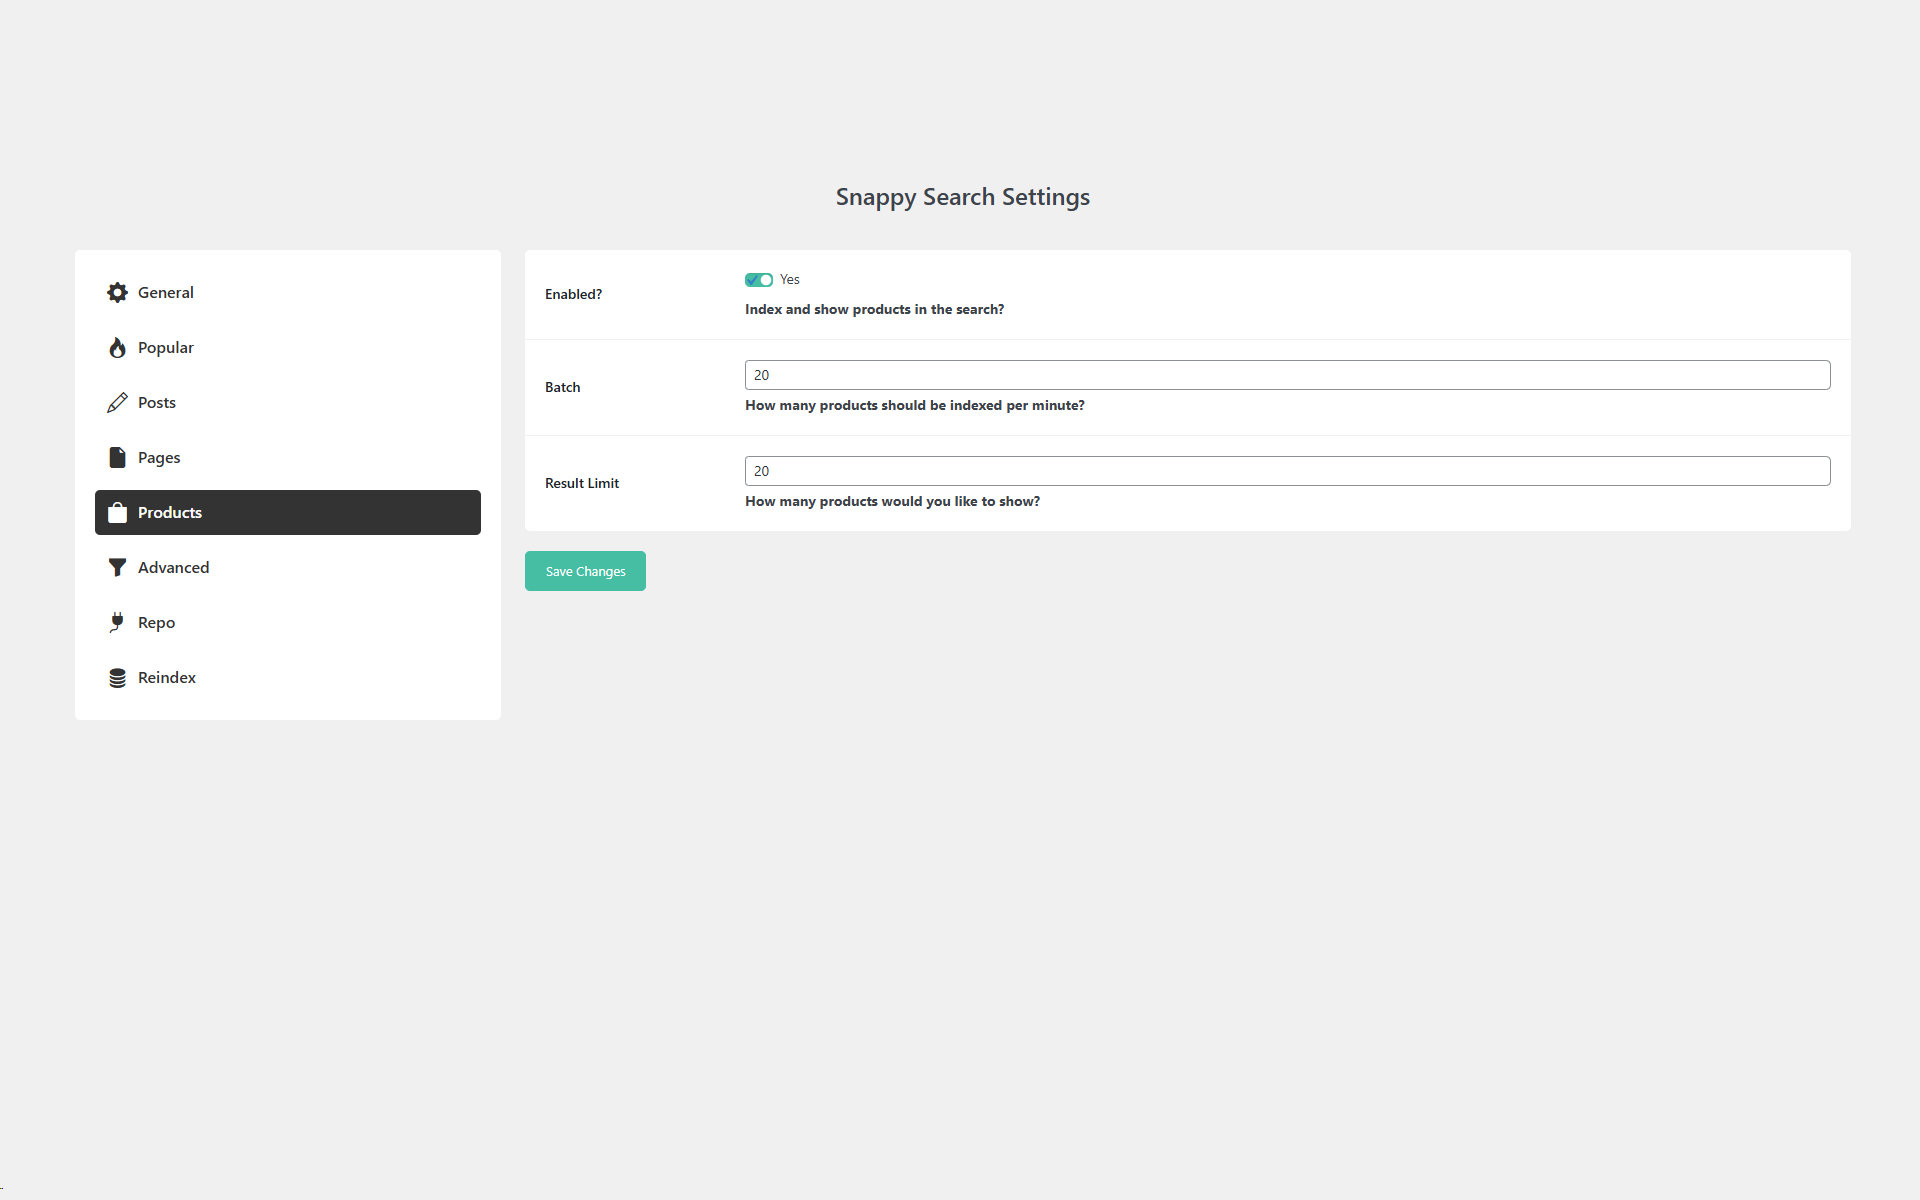 Snappy Search Settings
General
Popular
Posts
Pages
Products
Advanced
Repo
Reindex
Enabled?
Yes
Index and show products in the search?
Batch
20
How many products should be indexed per minute?
Result Limit
20
How many products would you like to show?
Save Changes